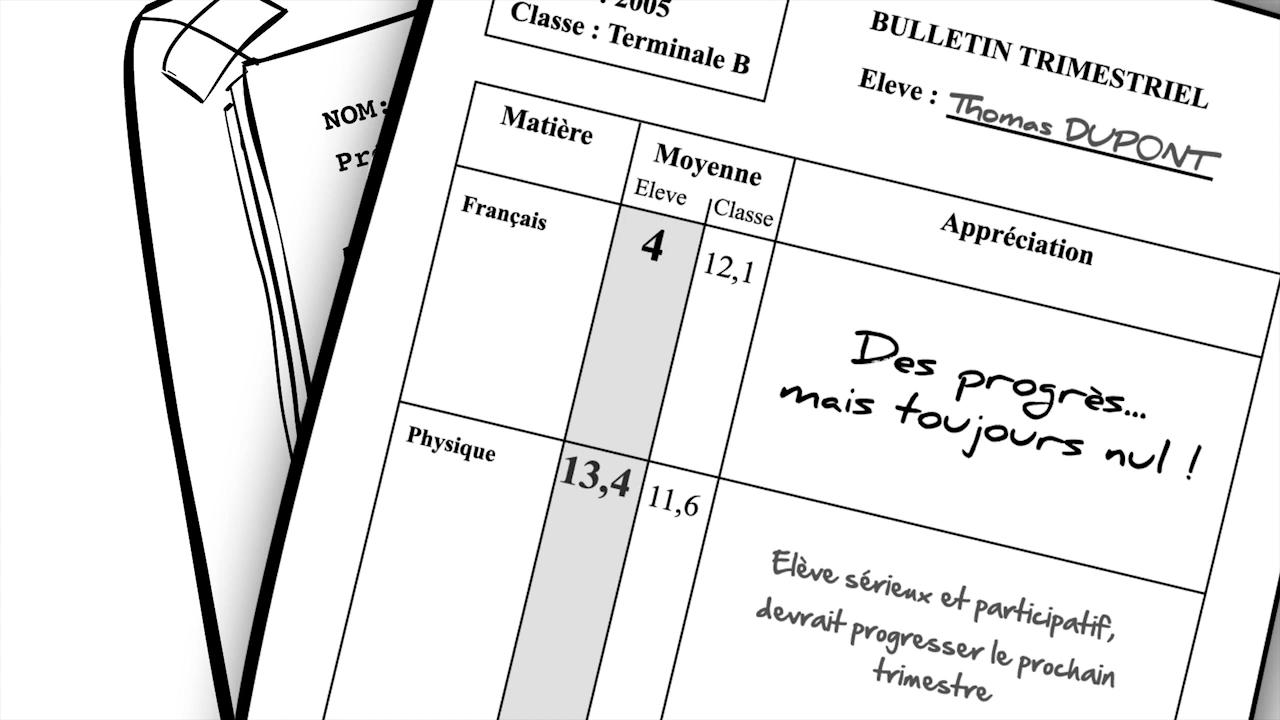 : 2005
Classe : Terminale B
BULLETIN TRIMESTRIEL
Eleve : Thomas DUPONT
NOM:
Matière
Moyenne
Eleve
Classe
Appréciation
Français
4
12,1
Des progrès...
mais toujours nul !
Physique
13,4
11,6
Elève sérieux et participatif,
devrait progresser le prochain
trimestre